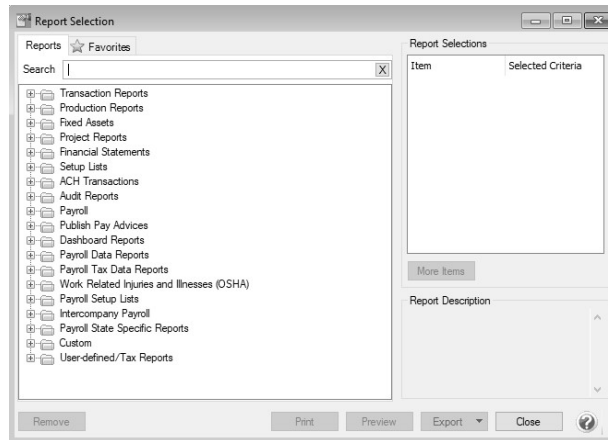 Report Selection
Reports Favorites
Search X
Transaction Reports
Production Reports
Fixed Assets
Project Reports
Financial Statements
Setup Lists
ACH Transactions
Audit Reports
Payroll
Publish Pay Advices
Dashboard Reports
Payroll Data Reports
Payroll Tax Data Reports
Work Related Injuries and Illnesses (OSHA)
Payroll Setup Lists
Intercompany Payroll
Payroll State Specific Reports
Custom
User-defined/Tax Reports
Report Selections
Item Selected Criteria
More Items
Report Description
Remove Print Preview Export Close ?